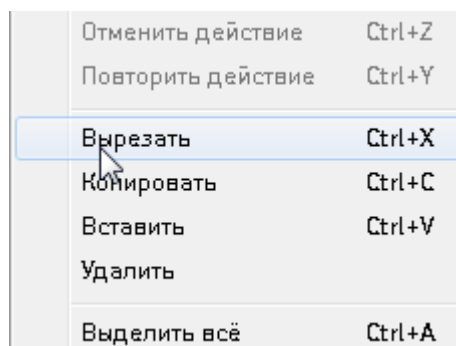 Отменить действие Ctrl+Z
Повторить действие Ctrl+Y
Вырезать Ctrl+X
Копировать Ctrl+C
Вставить Ctrl+V
Удалить
Выделить всё Ctrl+A